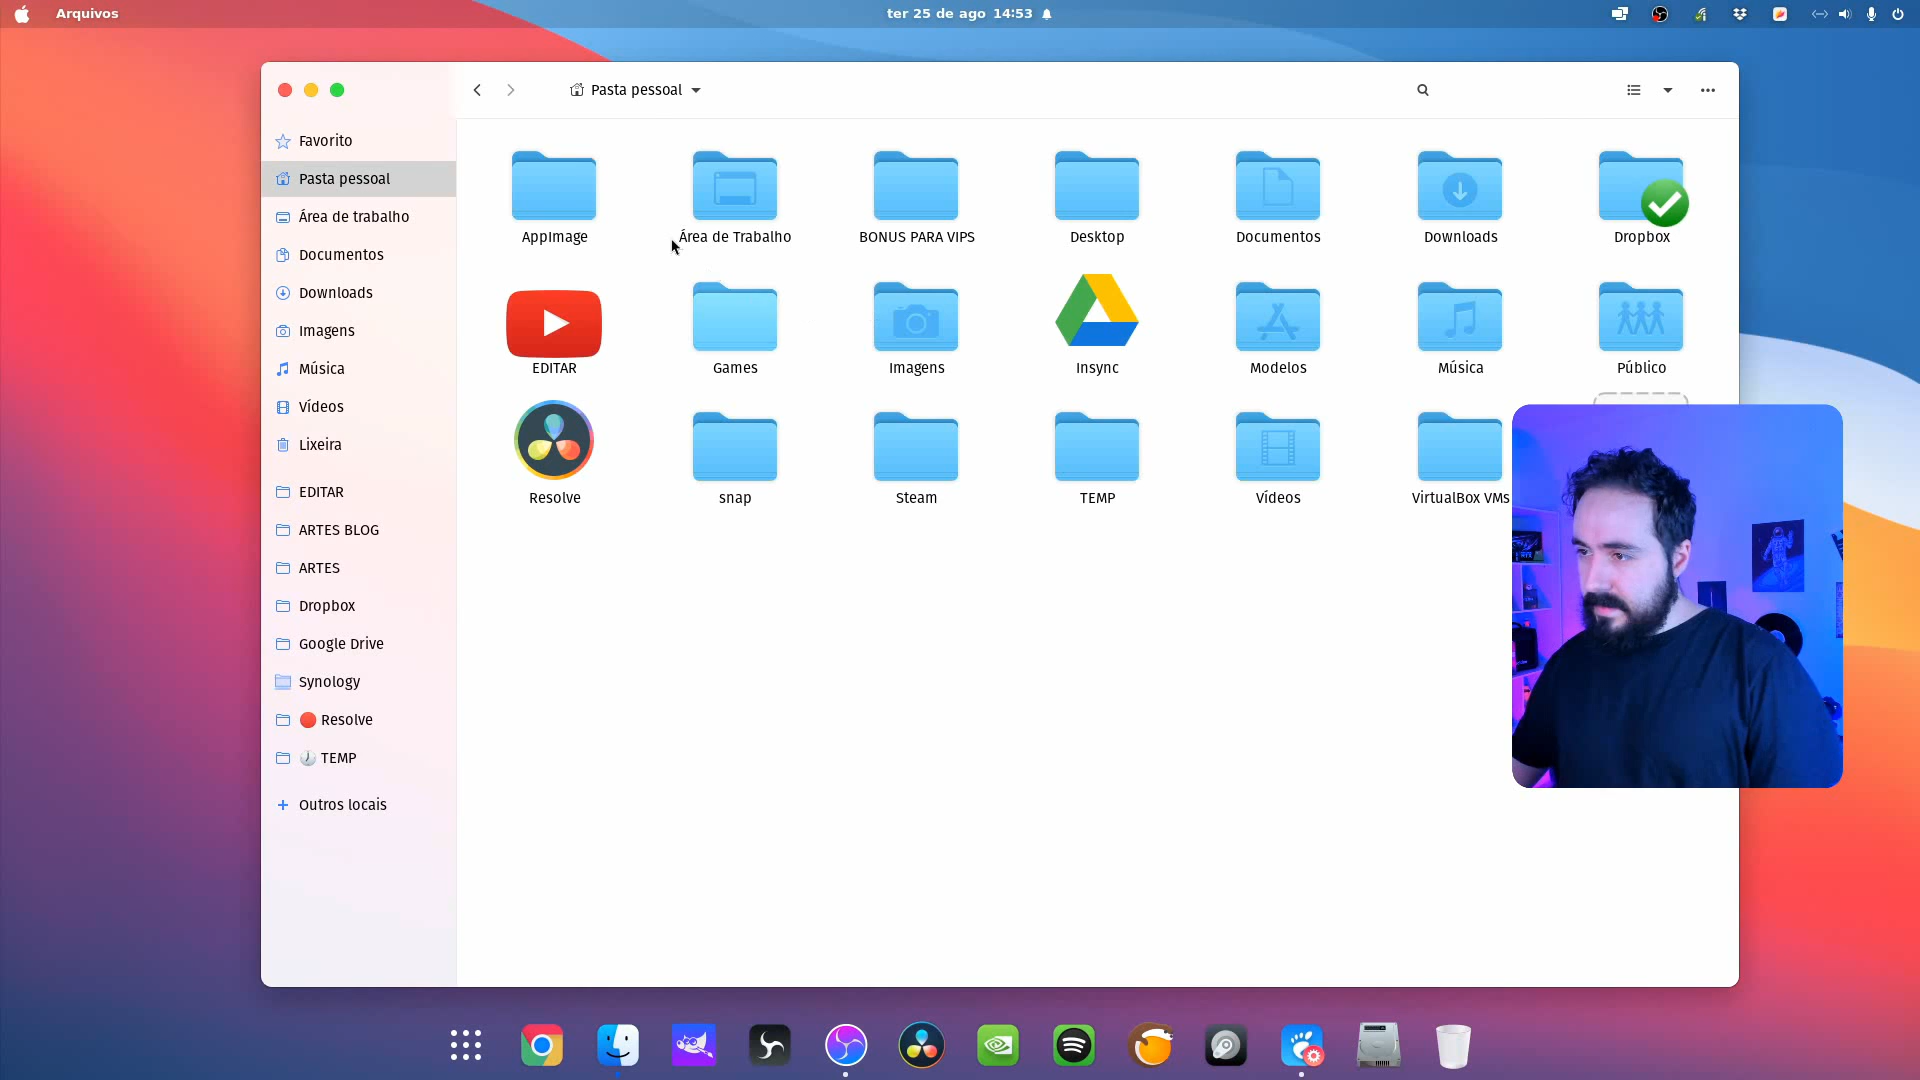 Arquivos
ter 25 de ago 14:53
Pasta pessoal
Favorito
Pasta pessoal
Área de trabalho
Documentos
Downloads
Imagens
Música
Vídeos
Lixeira
EDITAR
ARTES BLOG
ARTES
Dropbox
Google Drive
Synology
Resolve
TEMP
Outros locais
AppImage
Área de Trabalho
BONUS PARA VIPS
Desktop
Documentos
Downloads
Dropbox
EDITAR
Games
Imagens
Insync
Modelos
Música
Público
Resolve
snap
Steam
TEMP
Vídeos
VirtualBox VMs